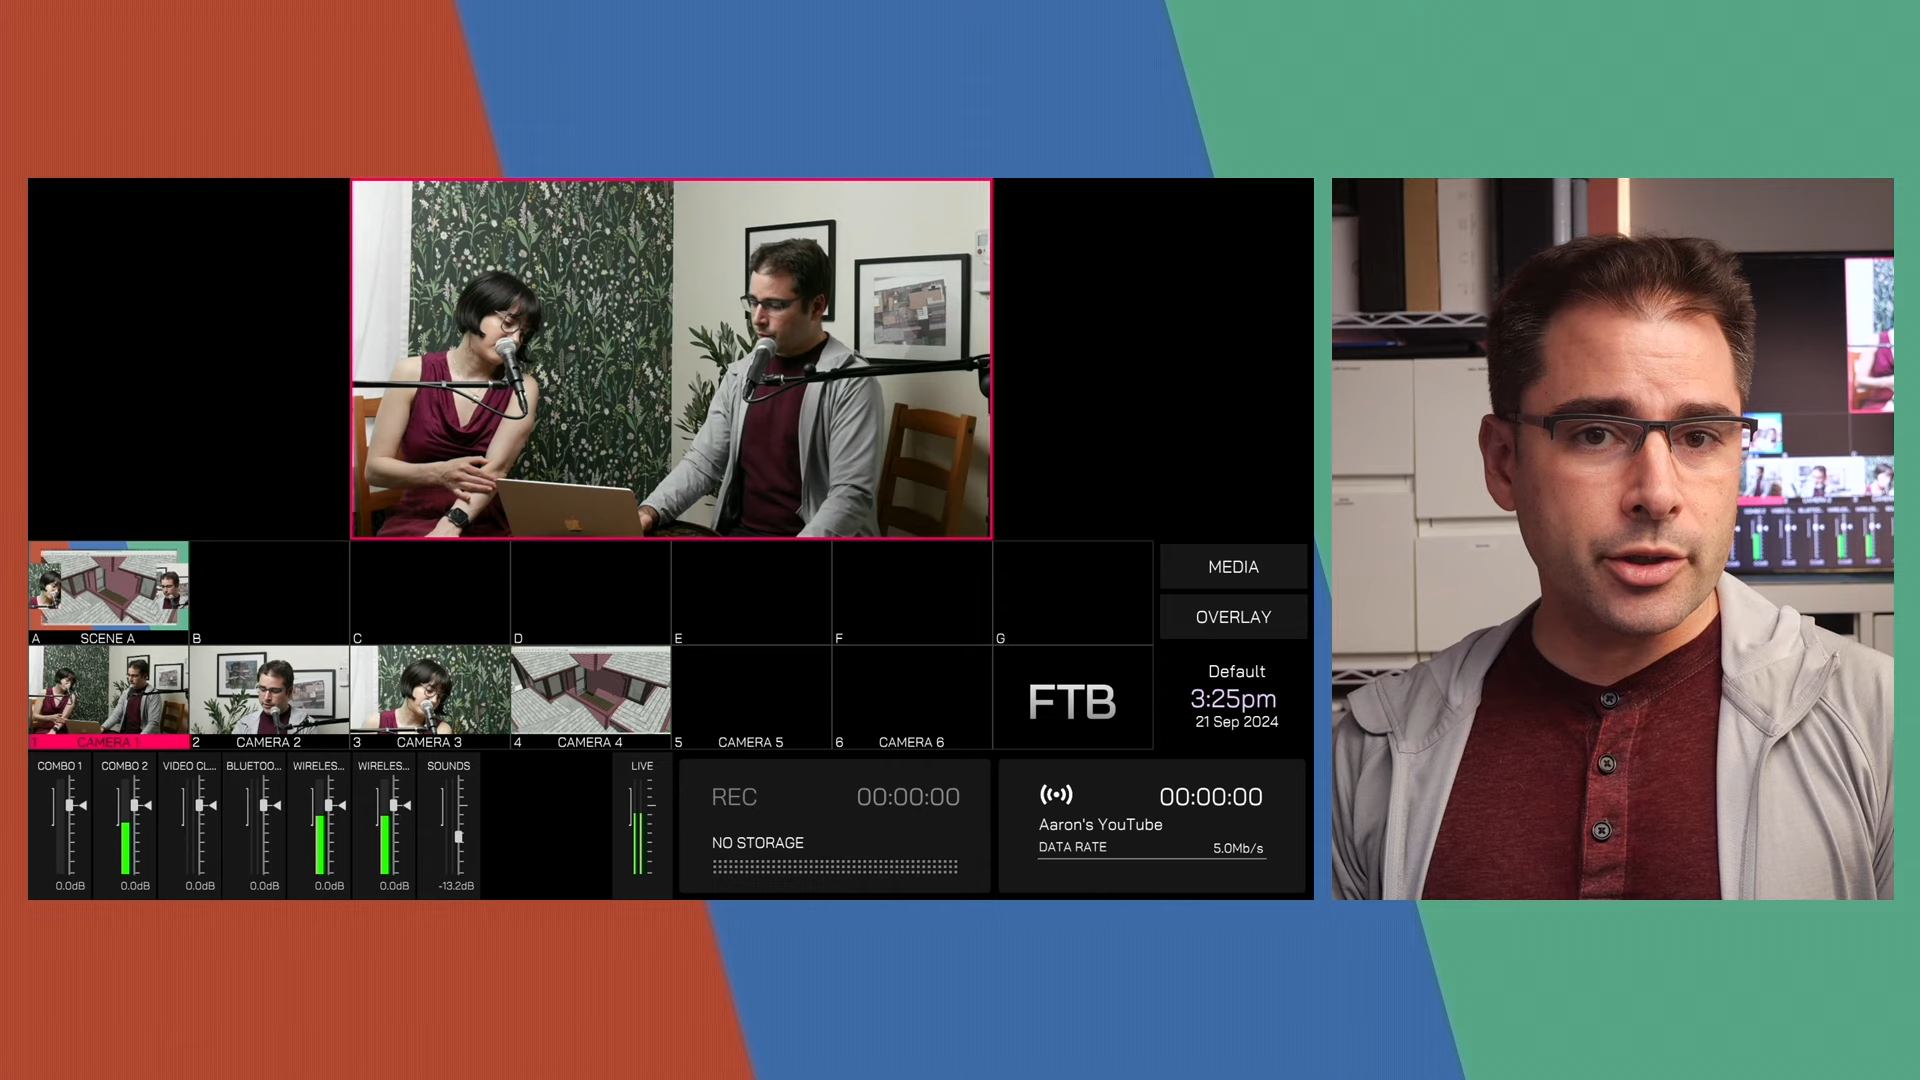 MEDIA
OVERLAY
A SCENE A
B
C
D
E
F
G
Default
3:25pm
21 Sep 2024
FTB
1 CAMERA 1
2 CAMERA 2
3 CAMERA 3
4 CAMERA 4
5 CAMERA 5
6 CAMERA 6
COMBO 1
COMBO 2
VIDEO CL...
BLUETOO...
WIRELES...
WIRELES...
SOUNDS
LIVE
0.0dB
0.0dB
0.0dB
0.0dB
0.0dB
0.0dB
-13.2dB
REC 00:00:00
NO STORAGE
00:00:00
Aaron's YouTube
DATA RATE 5.0Mb/s